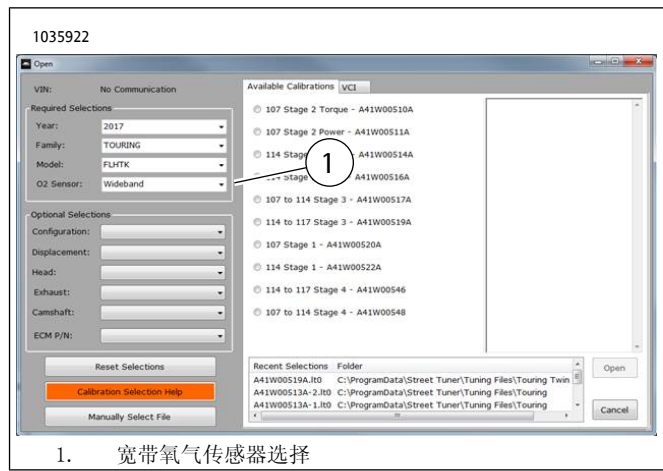 1035922
Open
VIN: No Communication
Required Selections
Year: 2017
Family: TOURING
Model: FLHTK
O2 Sensor: Wideband
Optional Selections
Configuration:
Displacement:
Head:
Exhaust:
Camshaft:
ECM P/N:
Reset Selections
Calibration Selection Help
Manually Select File
Available Calibrations VCI
107 Stage 2 Torque - A41W00510A
107 Stage 2 Power - A41W00511A
114 Stage A41W00514A
114 Stage A41W00516A
107 to 114 Stage 3 - A41W00517A
114 to 117 Stage 3 - A41W00519A
107 Stage 1 - A41W00520A
114 Stage 1 - A41W00522A
114 to 117 Stage 4 - A41W00546
107 to 114 Stage 4 - A41W00548
1
Recent Selections Folder
A41W00519A.lt0 C:\ProgramData\Street Tuner\Tuning Files\Touring Twin
A41W00513A-2.lt0 C:\ProgramData\Street Tuner\Tuning Files\Touring
A41W00513A-1.lt0 C:\ProgramData\Street Tuner\Tuning Files\Touring
Open
Cancel
1. 宽带氧气传感器选择